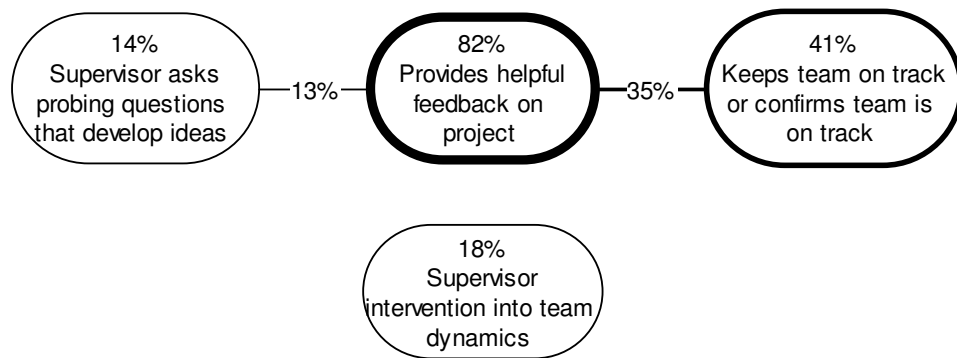 14%
Supervisor asks
probing questions
that develop ideas
13%
82%
Provides helpful
feedback on
project
35%
41%
Keeps team on track
or confirms team is
on track
18%
Supervisor
intervention into team
dynamics